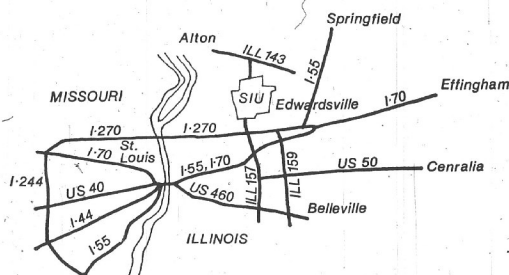 Springfield
Alton
ILL 143
I-55
Effingham
MISSOURI
SIU
Edwardsville
I-70
I-270
I-270
I-70
St.
Louis
I-55, I-70
US 50
Cenralia
I-244
US 40
US 460
ILL 157
ILL 159
I-44
Belleville
I-55
ILLINOIS